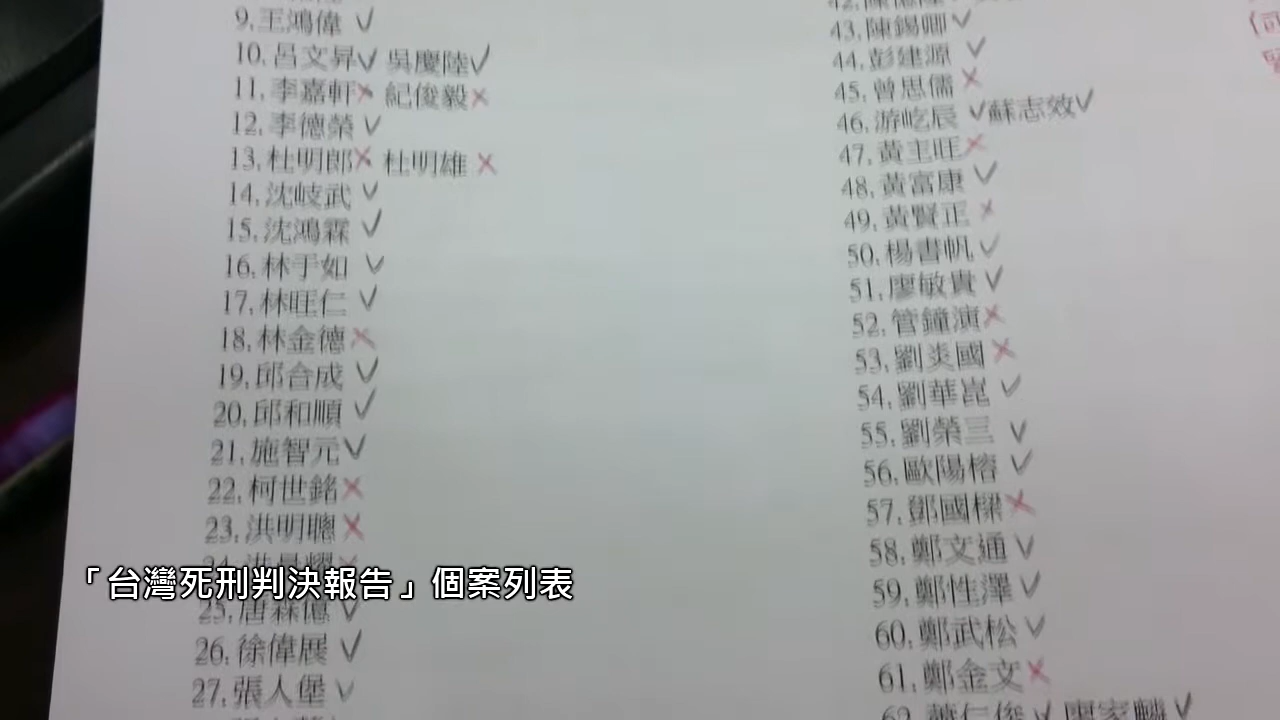 9. 王鴻偉 ✓
10. 呂文昇✓ 吳慶陸✓
11. 李嘉軒✗ 紀俊毅✗
12. 李德榮 ✓
13. 杜明郎✗ 杜明雄 ✗
14. 沈岐武 ✓
15. 沈鴻霖 ✓
16. 林于如 ✓
17. 林旺仁 ✓
18. 林金德✗
19. 邱合成 ✓
20. 邱和順 ✓
21. 施智元✓
22. 柯世銘✗
23. 洪明聰 ✗
「台灣死刑判決報告」個案列表
25. 唐霖億 ✓
26. 徐偉展 ✓
27. 張人堡 ✓
43. 陳錫卿✓
44. 彭建源 ✓
45. 曾思儒 ✗
46. 游屹辰 ✓蘇志效✓
47. 黃主旺✗
48. 黃富康 ✓
49. 黃賢正 ✗
50. 楊書帆✓
51. 廖敏貴 ✓
52. 管鐘演✗
53. 劉炎國 ✗
54. 劉華崑 ✓
55. 劉榮三 ✓
56. 歐陽榕 ✓
57. 鄧國樑✗
58. 鄭文通 ✓
59. 鄭性澤 ✓
60. 鄭武松 ✓
61. 鄭金文✗
62. 蕭仁俊 ✓ 廖家麟 ✓